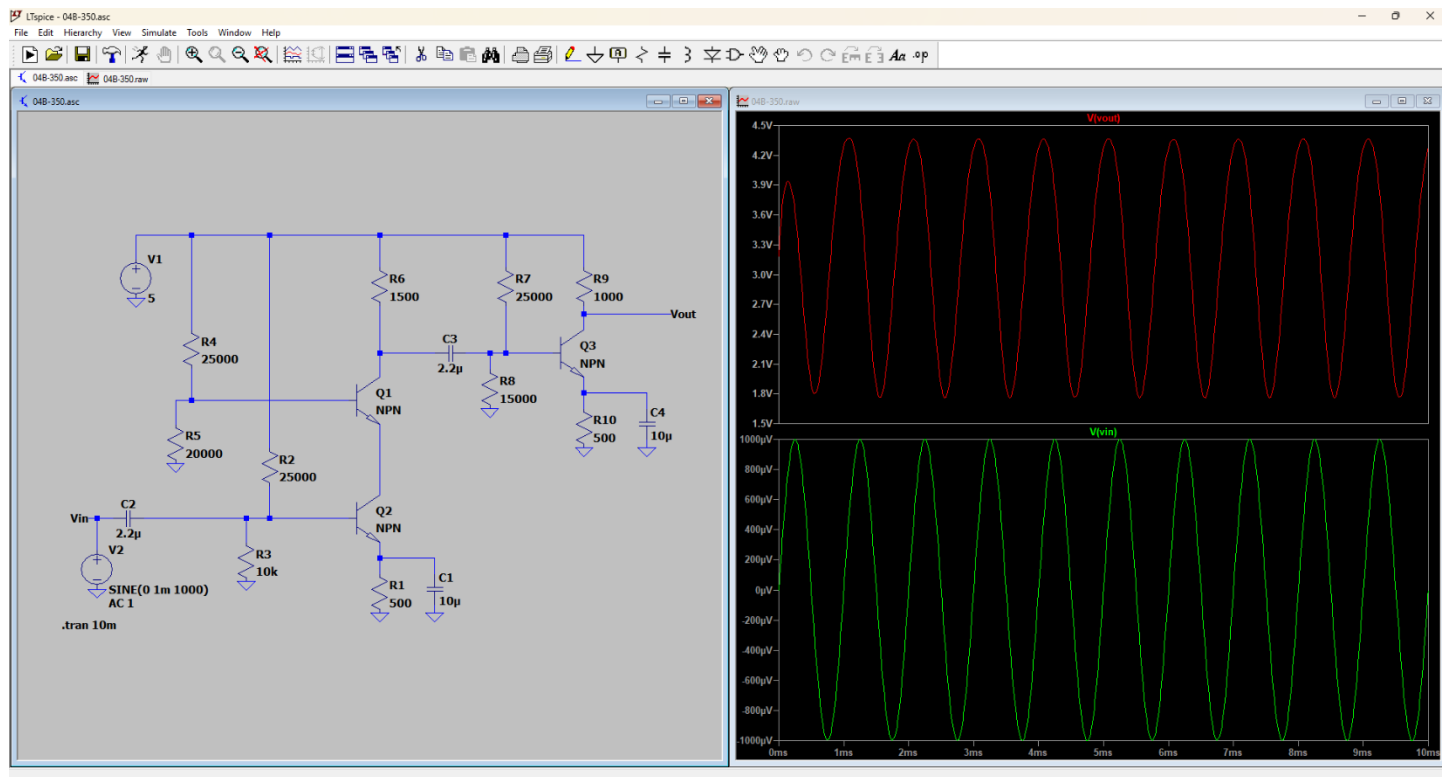 LTspice - 04B-350.asc
File Edit Hierarchy View Simulate Tools Window Help
04B-350.asc 04B-350.raw
04B-350.asc
V1
5
R6
1500
R7
25000
R9
1000
Vout
R4
25000
C3
2.2µ
Q3
NPN
R8
15000
Q1
NPN
R10
500
C4
10µ
R5
20000
R2
25000
C2
Vin
2.2µ
V2
Q2
NPN
R3
10k
SINE(0 1m 1000)
AC 1
R1
500
C1
10µ
.tran 10m
04B-350.raw
V(vout)
4.5V
4.2V
3.9V
3.6V
3.3V
3.0V
2.7V
2.4V
2.1V
1.8V
1.5V
V(vin)
1000µV
800µV
600µV
400µV
200µV
0µV
-200µV
-400µV
-600µV
-800µV
-1000µV
0ms 1ms 2ms 3ms 4ms 5ms 6ms 7ms 8ms 9ms 10ms